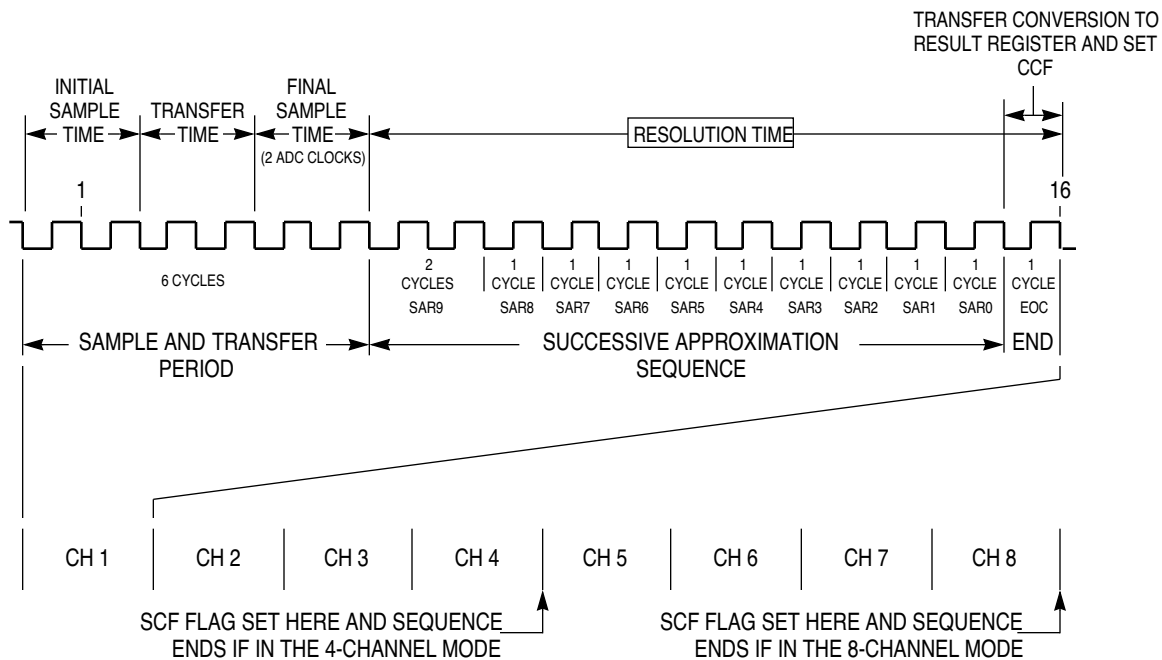 TRANSFER CONVERSION TO
RESULT REGISTER AND SET
CCF
INITIAL
SAMPLE
TIME
TRANSFER
TIME
FINAL
SAMPLE
TIME
(2 ADC CLOCKS)
RESOLUTION TIME
1
16
6 CYCLES
2
CYCLES
SAR9
1
CYCLE
SAR8
1
CYCLE
SAR7
1
CYCLE
SAR6
1
CYCLE
SAR5
1
CYCLE
SAR4
1
CYCLE
SAR3
1
CYCLE
SAR2
1
CYCLE
SAR1
1
CYCLE
SAR0
1
CYCLE
EOC
SAMPLE AND TRANSFER
PERIOD
SUCCESSIVE APPROXIMATION
SEQUENCE
END
CH 1
CH 2
CH 3
CH 4
CH 5
CH 6
CH 7
CH 8
SCF FLAG SET HERE AND SEQUENCE
ENDS IF IN THE 4-CHANNEL MODE
SCF FLAG SET HERE AND SEQUENCE
ENDS IF IN THE 8-CHANNEL MODE